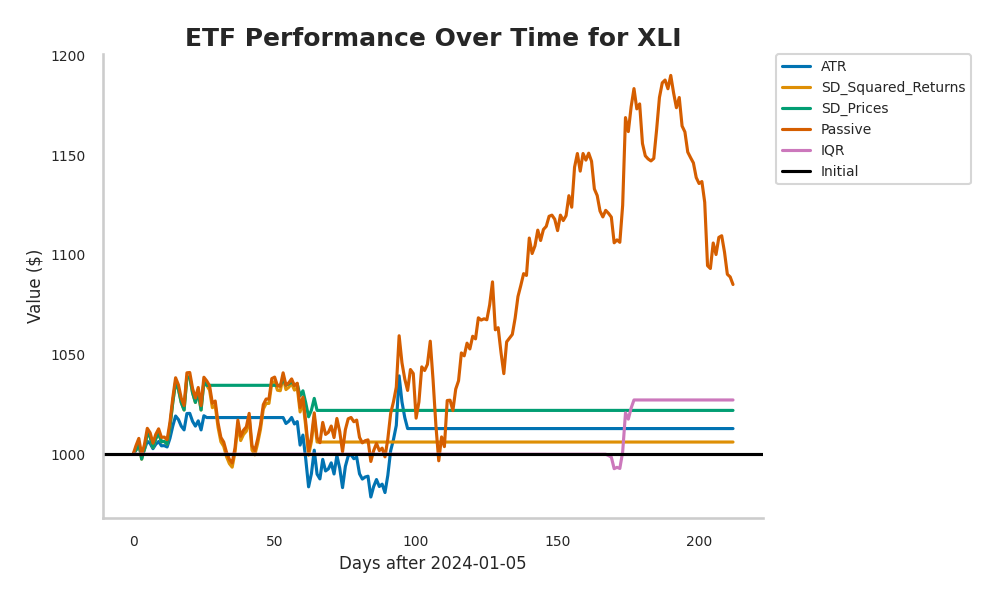 ETF Performance Over Time for XLI
1200
1150
1100
1050
1000
Value ($)
0 50 100 150 200
Days after 2024-01-05
ATR
SD_Squared_Returns
SD_Prices
Passive
IQR
Initial